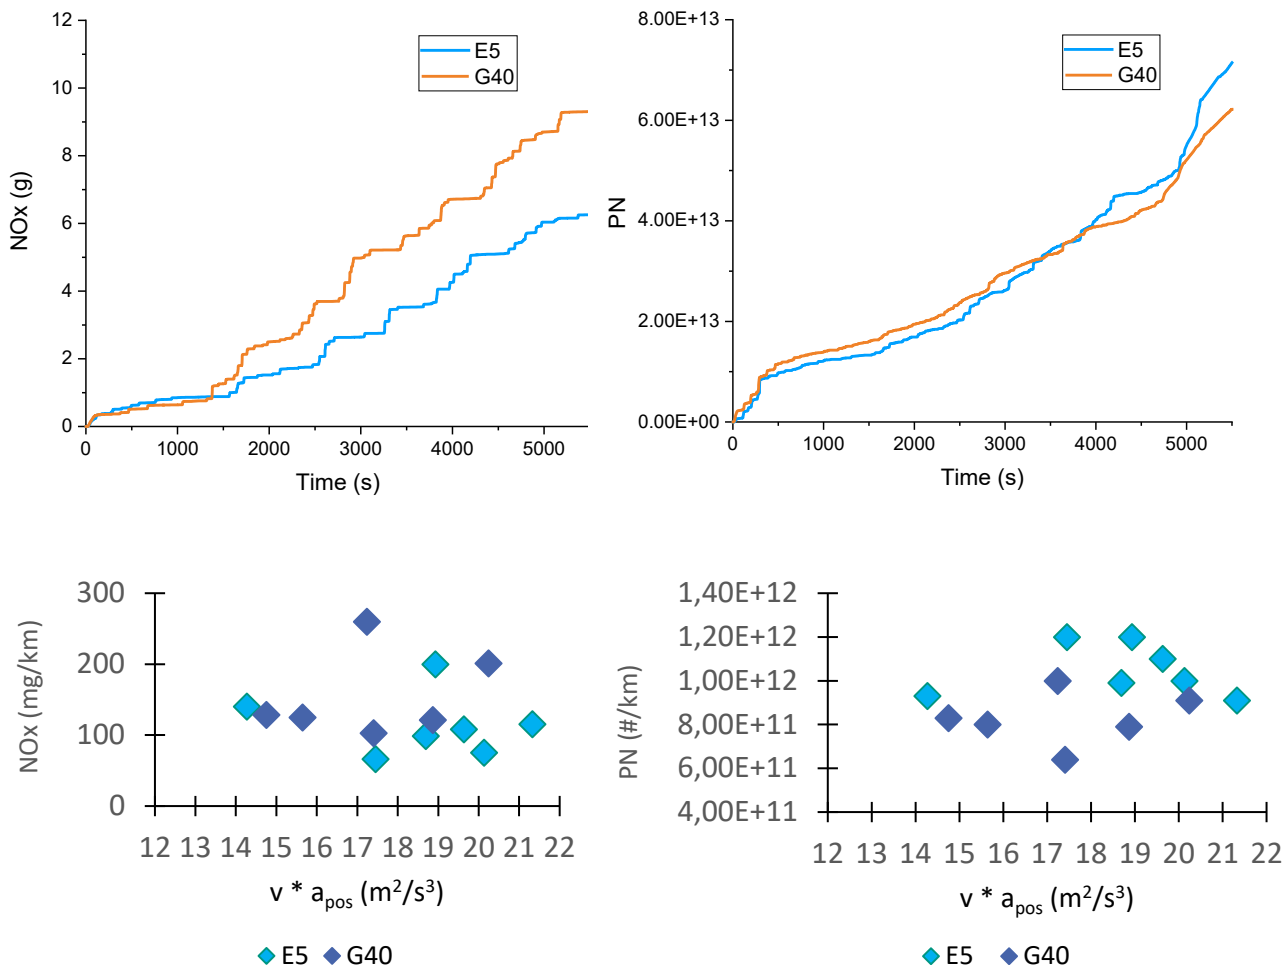 12
10
8
6
4
2
0
NOx (g)
E5
G40
0 1000 2000 3000 4000 5000
Time (s)
8.00E+13
6.00E+13
4.00E+13
2.00E+13
0.00E+00
PN
E5
G40
0 1000 2000 3000 4000 5000
Time (s)
300
200
100
0
NOx (mg/km)
12 13 14 15 16 17 18 19 20 21 22
v * apos (m²/s³)
E5 G40
1,40E+12
1,20E+12
1,00E+12
8,00E+11
6,00E+11
4,00E+11
PN (#/km)
12 13 14 15 16 17 18 19 20 21 22
v * apos (m²/s³)
E5 G40